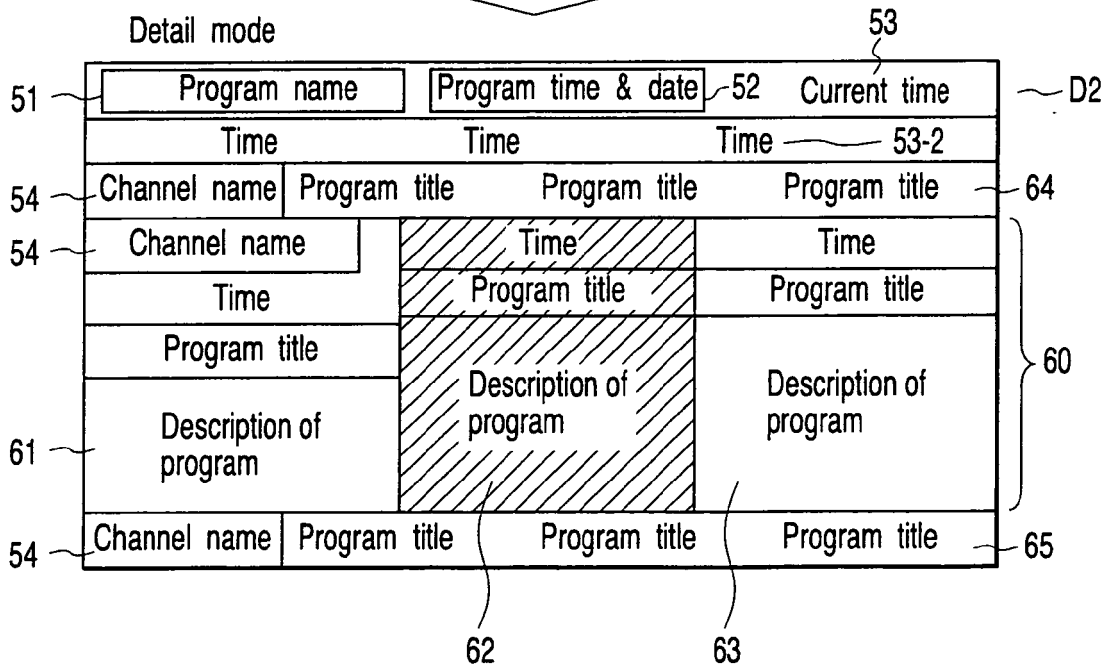 Detail mode
53
51 Program name Program time & date 52 Current time D2
Time Time Time 53-2
54 Channel name Program title Program title Program title 64
54 Channel name Time Time
Time Program title Program title
Program title
60
Description of program Description of program
61 Description of program
54 Channel name Program title Program title Program title 65
62 63